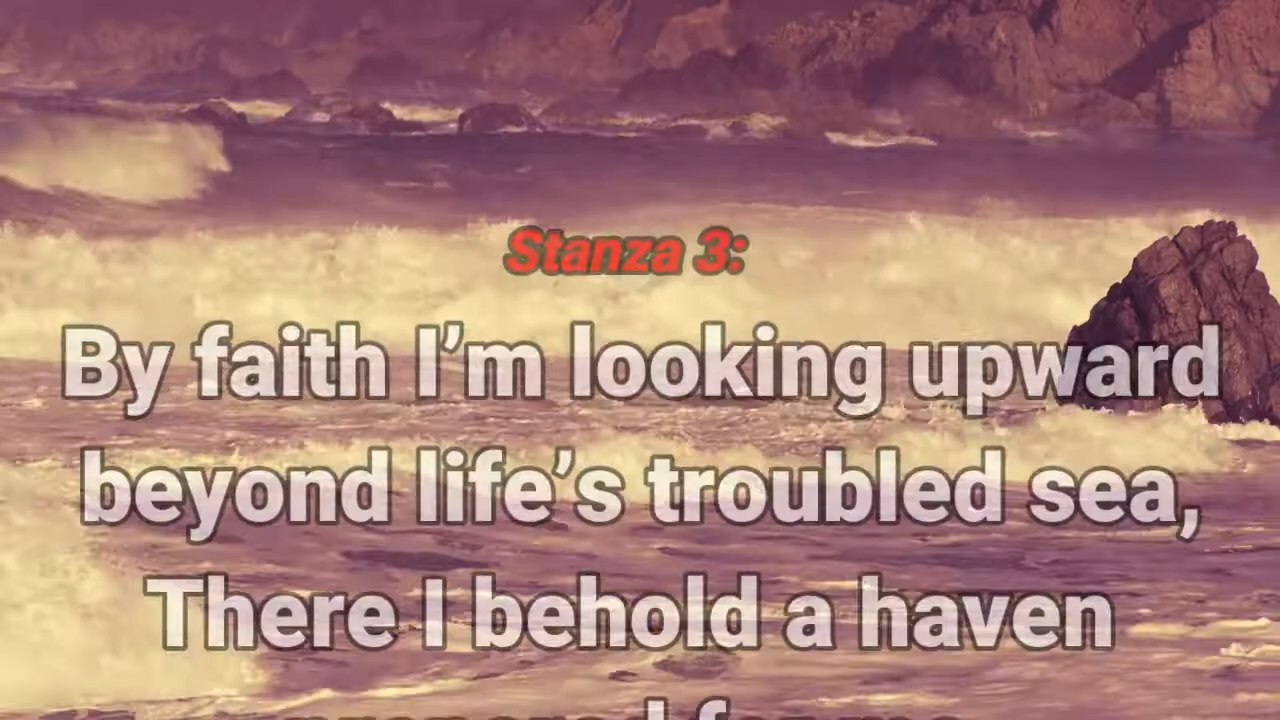 Stanza 3:
By faith I’m looking upward
beyond life’s troubled sea,
There I behold a haven